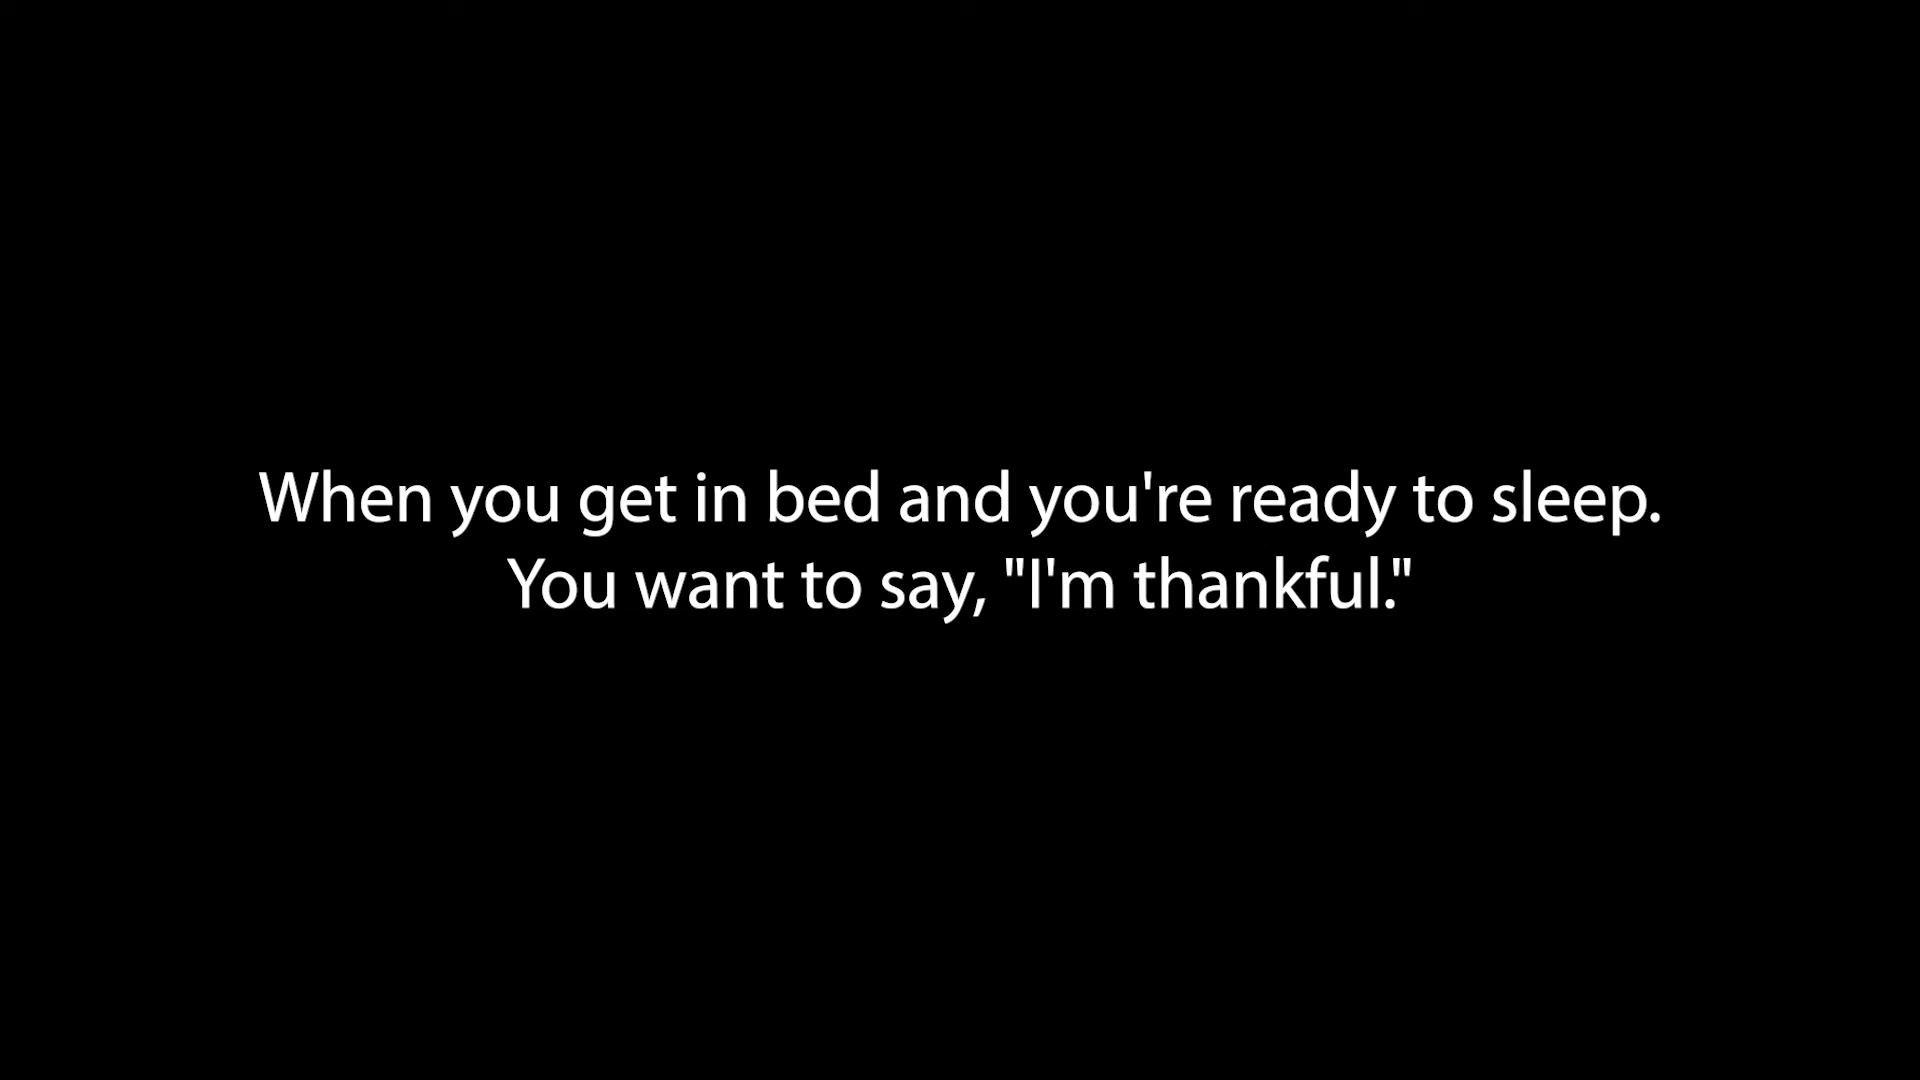 When you get in bed and you're ready to sleep.
You want to say, "I'm thankful."